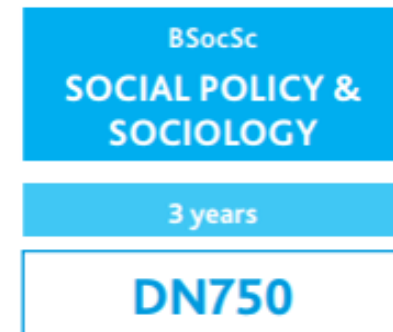 BSocSc
SOCIAL POLICY &
SOCIOLOGY
3 years
DN750